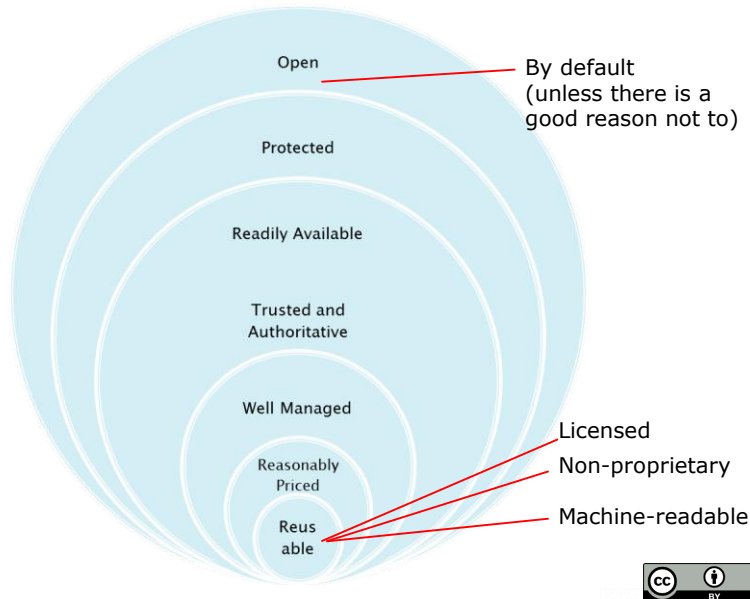 Open
By default
(unless there is a
good reason not to)
Protected
Readily Available
Trusted and
Authoritative
Well Managed
Licensed
Reasonably
Priced
Non-proprietary
Reus
able
Machine-readable
cc
BY